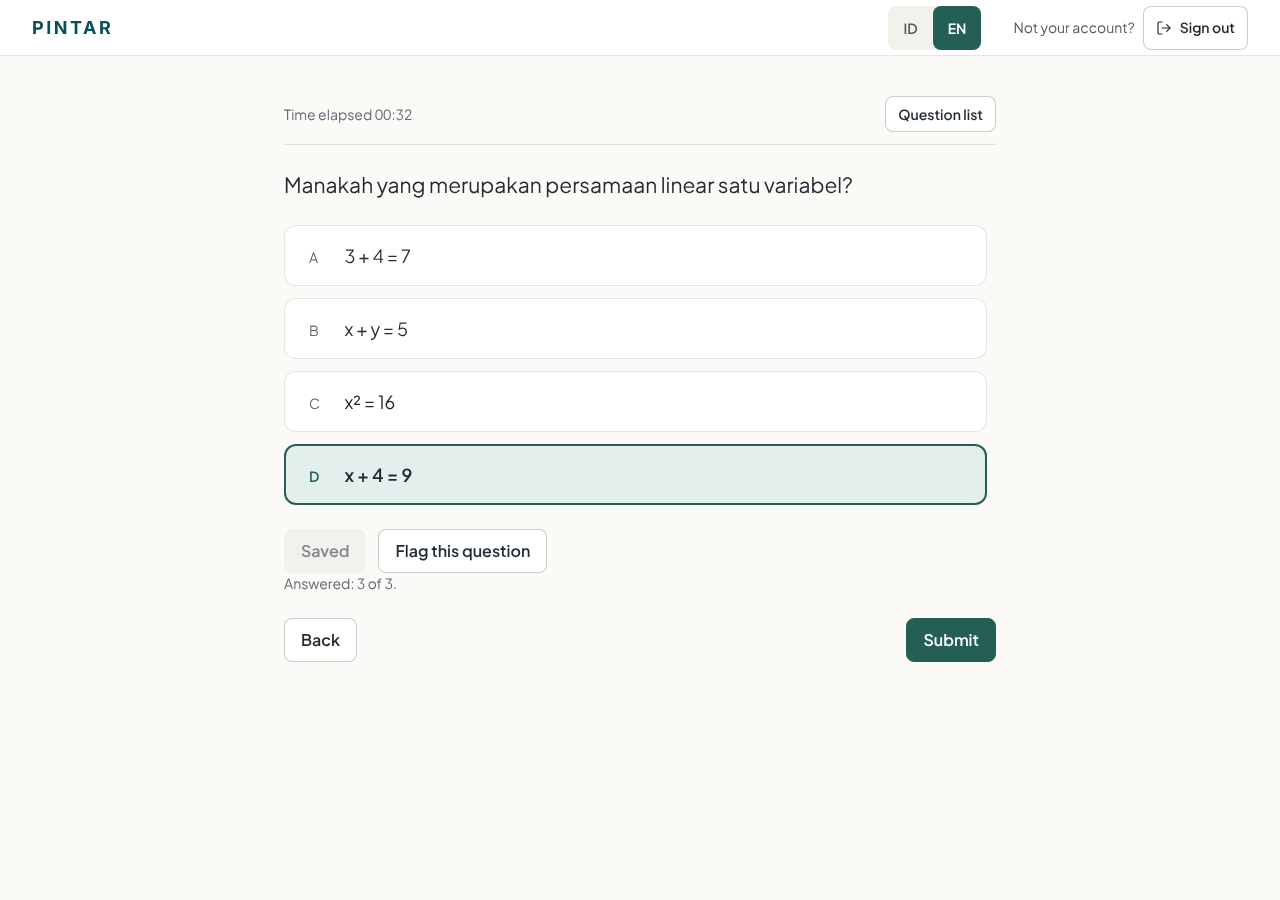 PINTAR
ID EN Not your account? Sign out
Time elapsed 00:32 Question list
Manakah yang merupakan persamaan linear satu variabel?
A 3 + 4 = 7
B x + y = 5
C x² = 16
D x + 4 = 9
Saved Flag this question
Answered: 3 of 3.
Back Submit